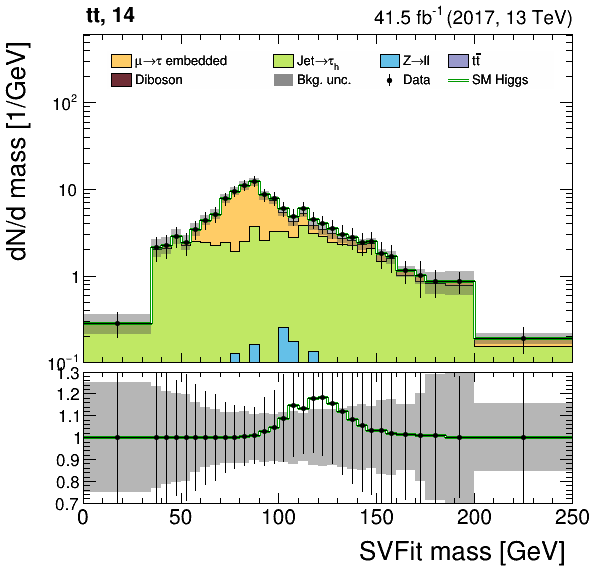 tt, 14
41.5 fb⁻¹ (2017, 13 TeV)
μ→τ embedded Jet→τₕ Z→ll tt̄
Diboson Bkg. unc. Data SM Higgs
dN/d mass [1/GeV]
10²
10
1
10⁻¹
1.3
1.2
1.1
1
0.9
0.8
0.7
0 50 100 150 200 250
SVFit mass [GeV]